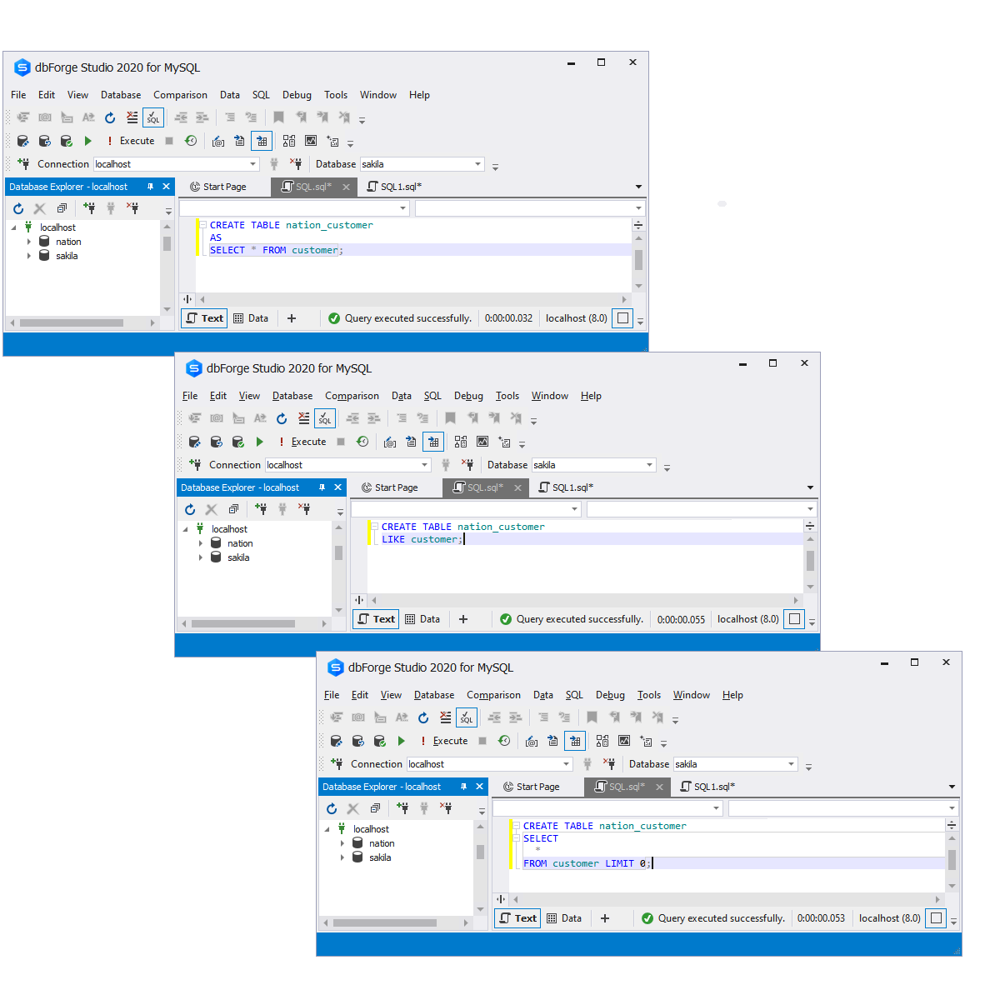 dbForge Studio 2020 for MySQL
File Edit View Database Comparison Data SQL Debug Tools Window Help
SQL
Execute
Connection localhost Database sakila
Database Explorer - localhost Start Page SQL.sql* SQL1.sql*
localhost
nation
sakila
CREATE TABLE nation_customer
AS
SELECT * FROM customer;
Text Data Query executed successfully. 0:00:00.032 localhost (8.0)
dbForge Studio 2020 for MySQL
File Edit View Database Comparison Data SQL Debug Tools Window Help
SQL
Execute
Connection localhost Database sakila
Database Explorer - localhost Start Page SQL.sql* SQL1.sql*
localhost
nation
sakila
CREATE TABLE nation_customer
LIKE customer;
Text Data Query executed successfully. 0:00:00.055 localhost (8.0)
dbForge Studio 2020 for MySQL
File Edit View Database Comparison Data SQL Debug Tools Window Help
SQL
Execute
Connection localhost Database sakila
Database Explorer - localhost Start Page SQL.sql* SQL1.sql*
localhost
nation
sakila
CREATE TABLE nation_customer
SELECT
*
FROM customer LIMIT 0;
Text Data Query executed successfully. 0:00:00.053 localhost (8.0)